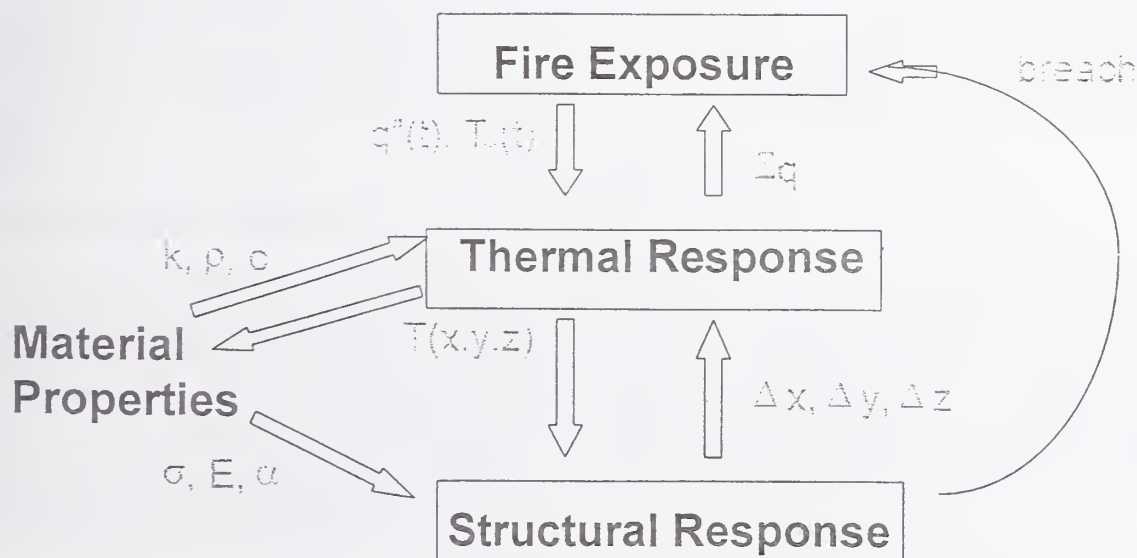 Fire Exposure
breach
q"(t), T∞(t)
Σq
k, ρ, c
Thermal Response
Material
Properties
T(x.y.z)
Δx, Δy, Δz
σ, E, α
Structural Response